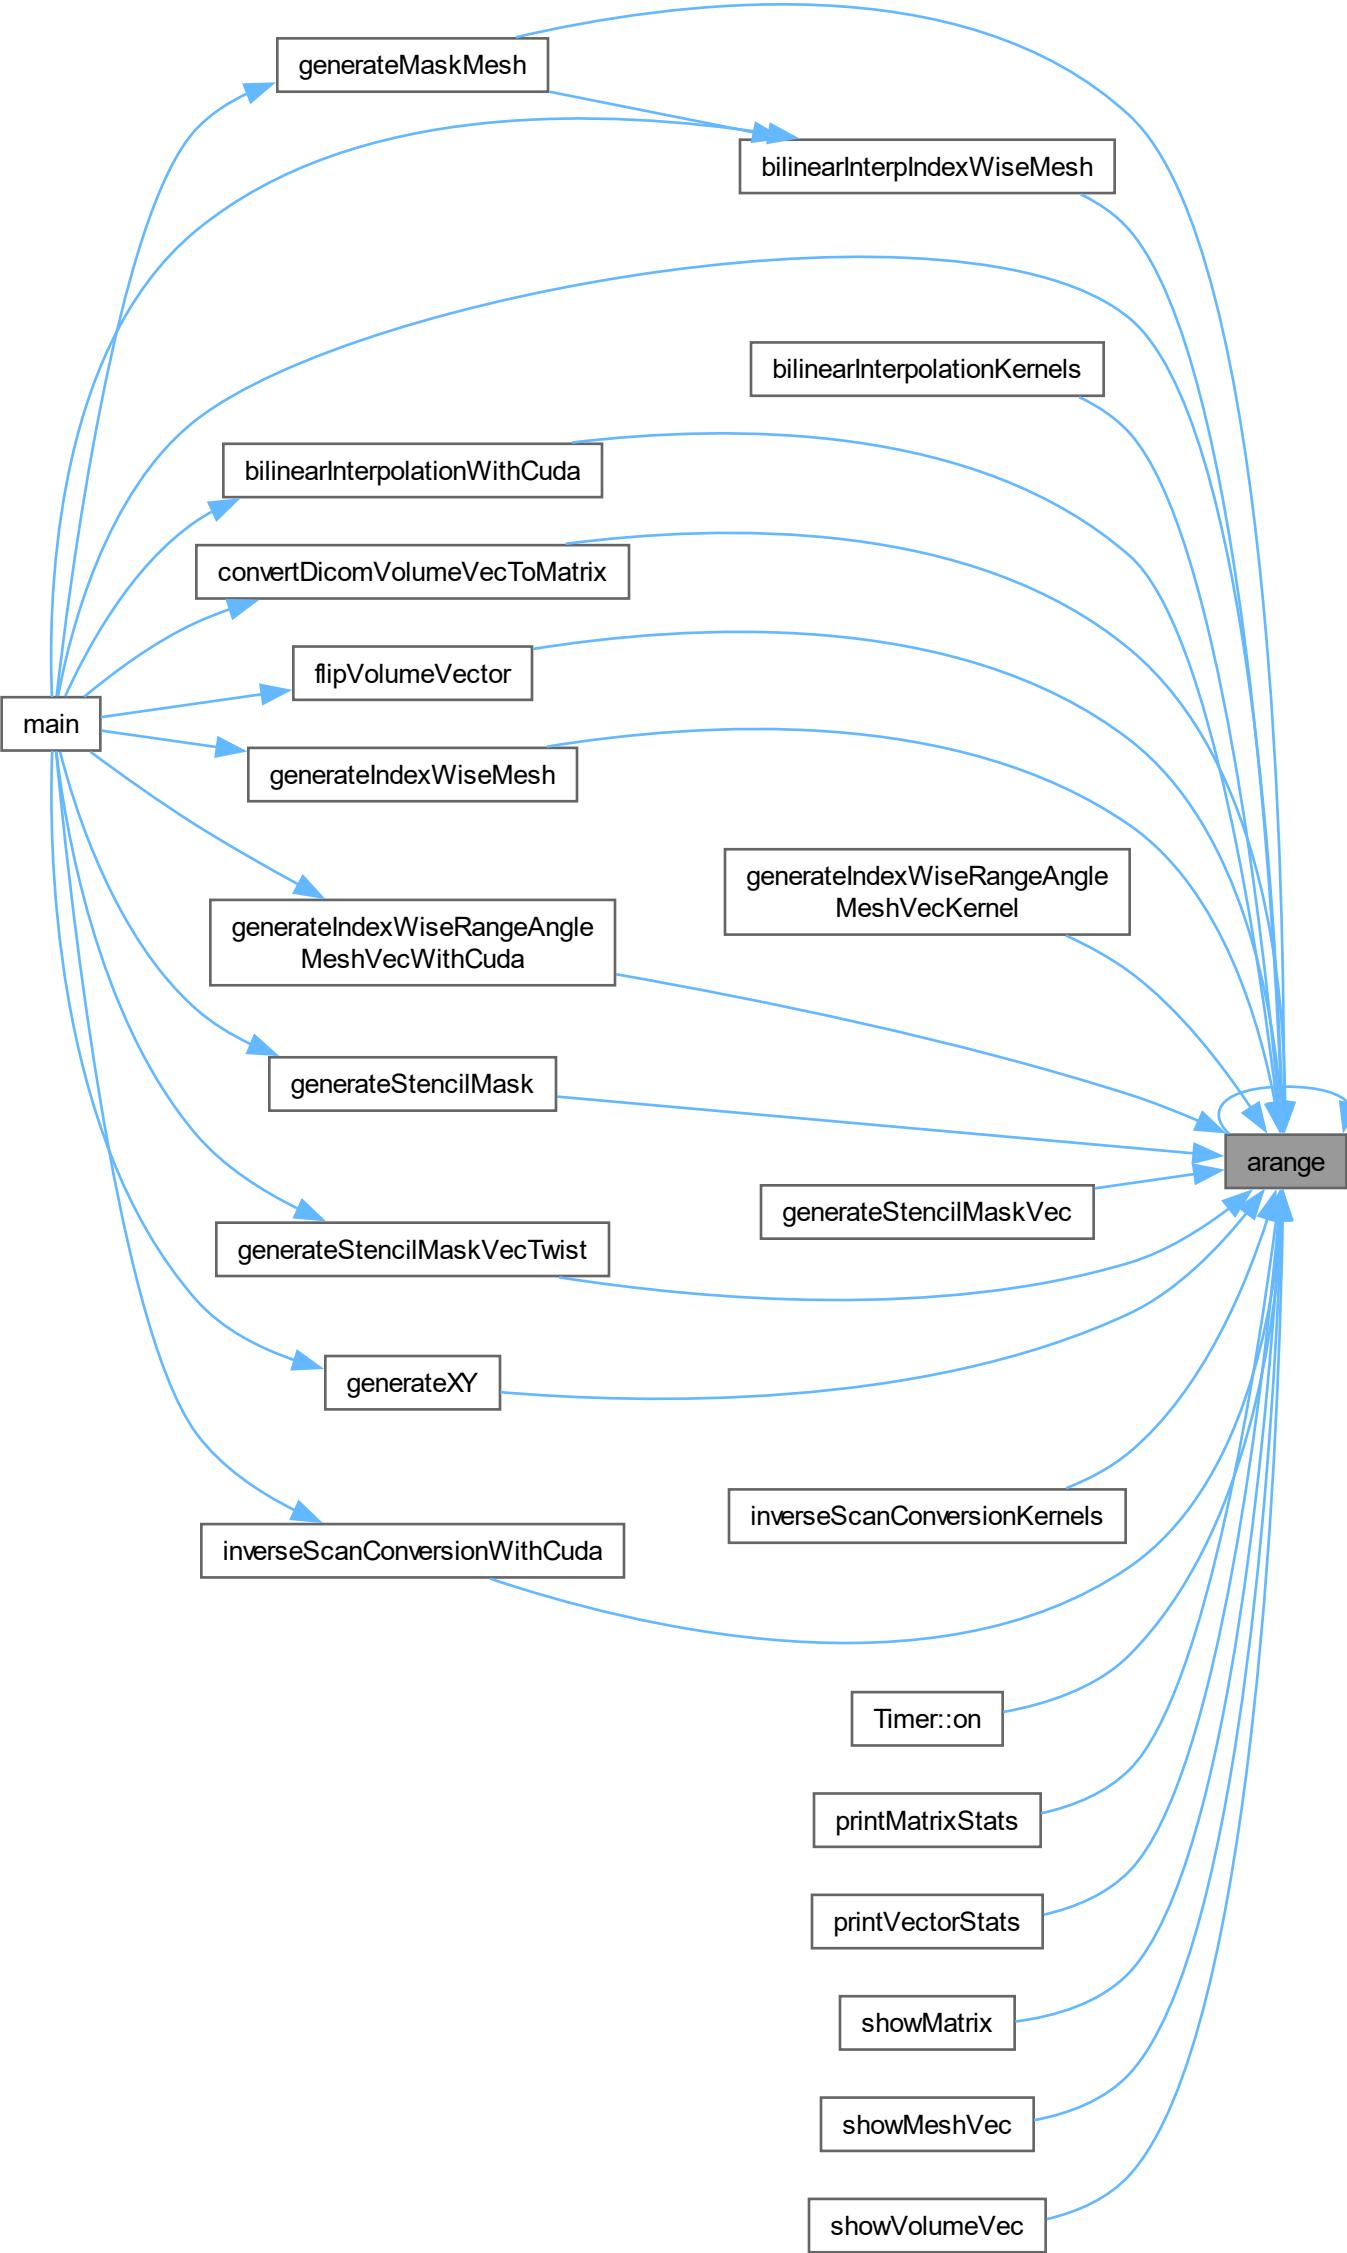 generateMaskMesh
bilinearInterpIndexWiseMesh
bilinearInterpolationKernels
bilinearInterpolationWithCuda
convertDicomVolumeVecToMatrix
flipVolumeVector
main
generateIndexWiseMesh
generateIndexWiseRangeAngle
MeshVecKernel
generateIndexWiseRangeAngle
MeshVecWithCuda
generateStencilMask
arange
generateStencilMaskVec
generateStencilMaskVecTwist
generateXY
inverseScanConversionKernels
inverseScanConversionWithCuda
Timer::on
printMatrixStats
printVectorStats
showMatrix
showMeshVec
showVolumeVec